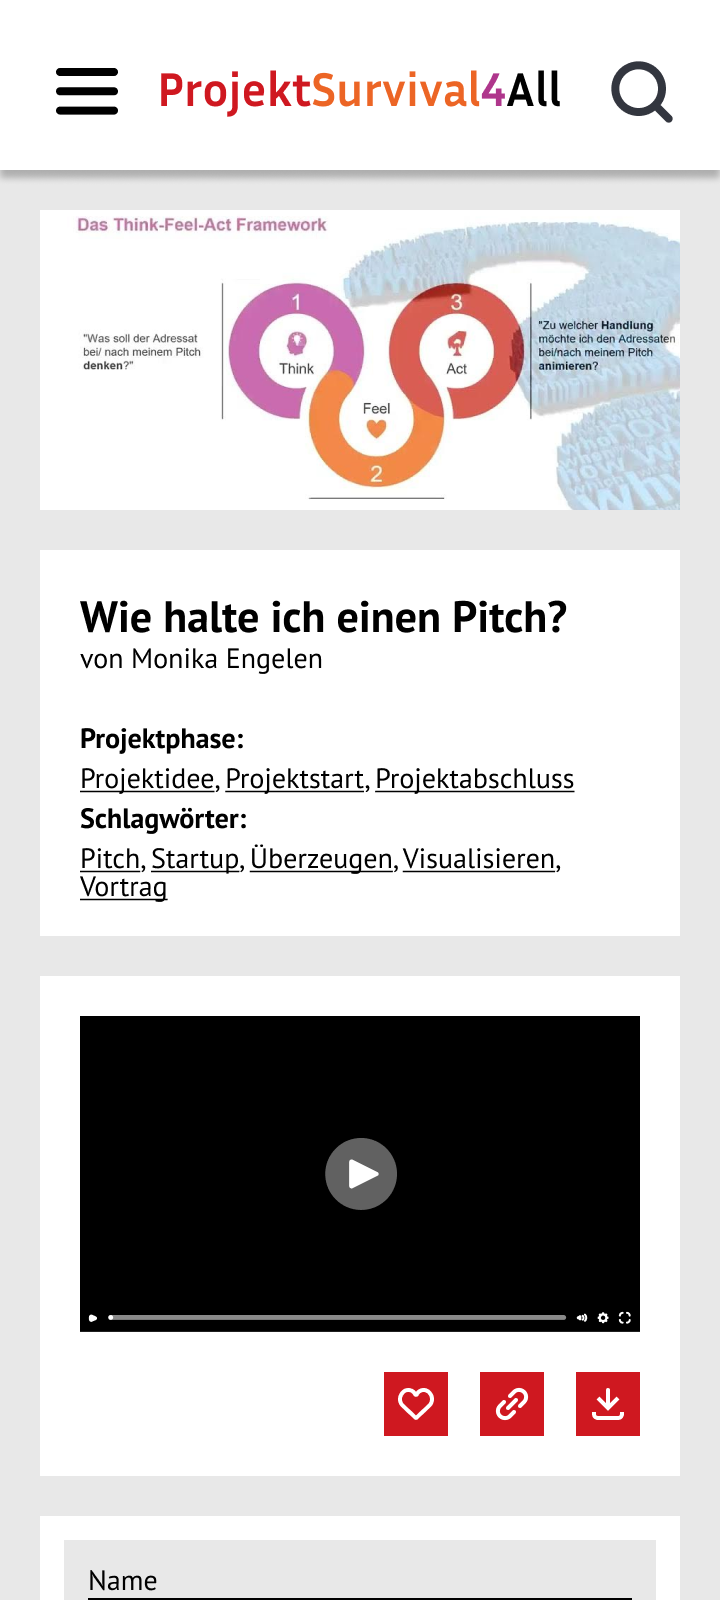 ProjektSurvival4All
Das Think-Feel-Act Framework
1
3
"Was soll der Adressat
bei/ nach meinem Pitch
denken?"
Think
Act
"Zu welcher Handlung
möchte ich den Adressaten
bei/nach meinem Pitch
animieren?
Feel
2
why
Wie halte ich einen Pitch?
von Monika Engelen
Projektphase:
Projektidee, Projektstart, Projektabschluss
Schlagwörter:
Pitch, Startup, Überzeugen, Visualisieren,
Vortrag
Name